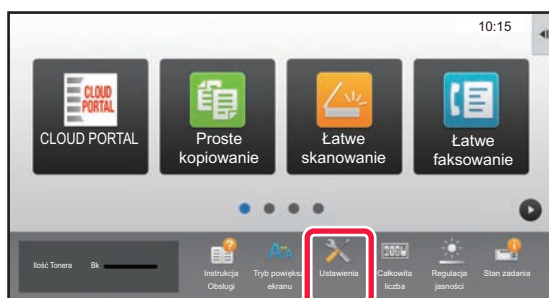 10:15
CLOUD
PORTAL
CLOUD PORTAL
Proste
kopiowanie
Łatwe
skanowanie
Łatwe
faksowanie
Ilość Tonera Bk
Instrukcja
Obsługi
Tryb powiększ
ekranu
Ustawienia
Całkowita
liczba
Regulacja
jasności
Stan zadania